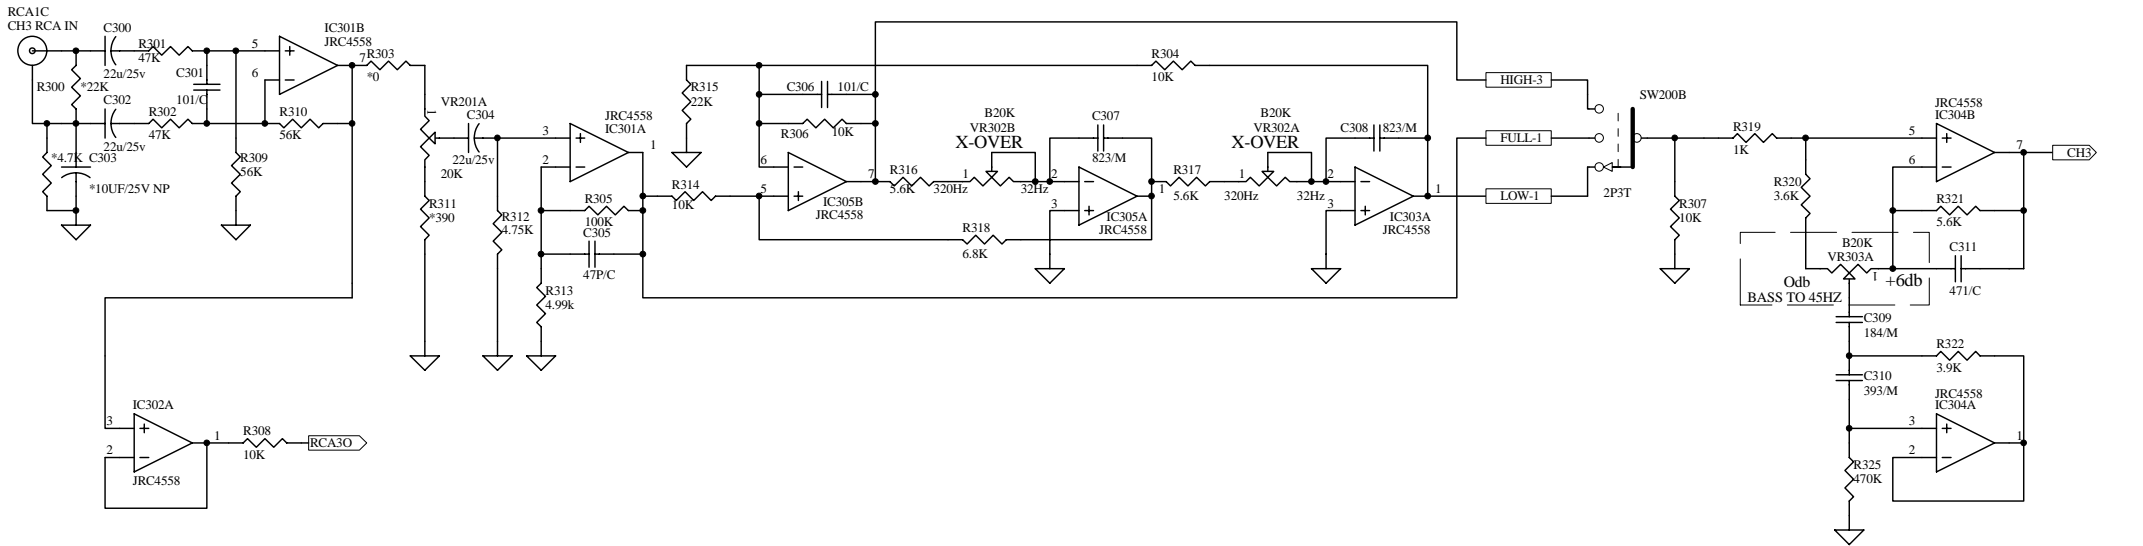 RCA1C
CH3 RCA IN
C300
22u/25v
R301
47K
R300
*22K
C301
101/C
C302
22u/25v
R302
47K
*4.7K
C303
*10UF/25V NP
R309
56K
5
6
7
IC301B
JRC4558
R310
56K
R303
*0
1
VR201A
20K
R311
*390
C304
22u/25v
R312
4.75K
JRC4558
IC301A
3
2
1
R305
100K
C305
47P/C
R313
4.99k
R314
10K
R315
22K
C306
101/C
R306
10K
6
5
7
IC305B
JRC4558
R304
10K
R316
5.6K
B20K
VR302B
X-OVER
1
320Hz
32Hz
C307
823/M
2
3
1
IC305A
JRC4558
R318
6.8K
R317
5.6K
B20K
VR302A
X-OVER
1
320Hz
32Hz
C308
823/M
2
3
1
IC303A
JRC4558
HIGH-3
FULL-1
LOW-1
SW200B
2P3T
R307
10K
R319
1K
R320
3.6K
JRC4558
IC304B
5
6
7
CH3
R321
5.6K
B20K
VR303A
1
Odb
+6db
BASS TO 45HZ
C311
471/C
C309
184/M
C310
393/M
R322
3.9K
JRC4558
IC304A
3
2
1
R325
470K
IC302A
3
2
1
JRC4558
R308
10K
RCA3O